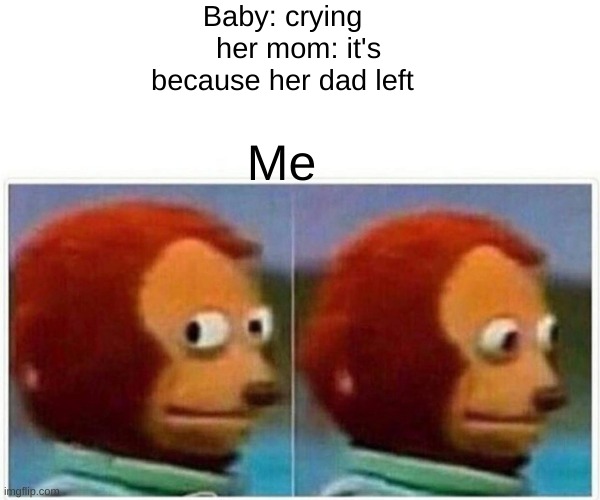 Baby: crying
her mom: it's
because her dad left
Me
imgflip.com